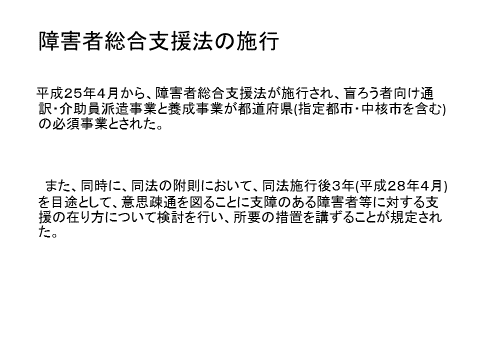 障害者総合支援法の施行
平成25年4月から、障害者総合支援法が施行され、盲ろう者向け通
訳・介助員派遣事業と養成事業が都道府県(指定都市・中核市を含む)
の必須事業とされた。
また、同時に、同法の附則において、同法施行後3年(平成28年4月)
を目途として、意思疎通を図ることに支障のある障害者等に対する支
援の在り方について検討を行い、所要の措置を講ずることが規定され
た。